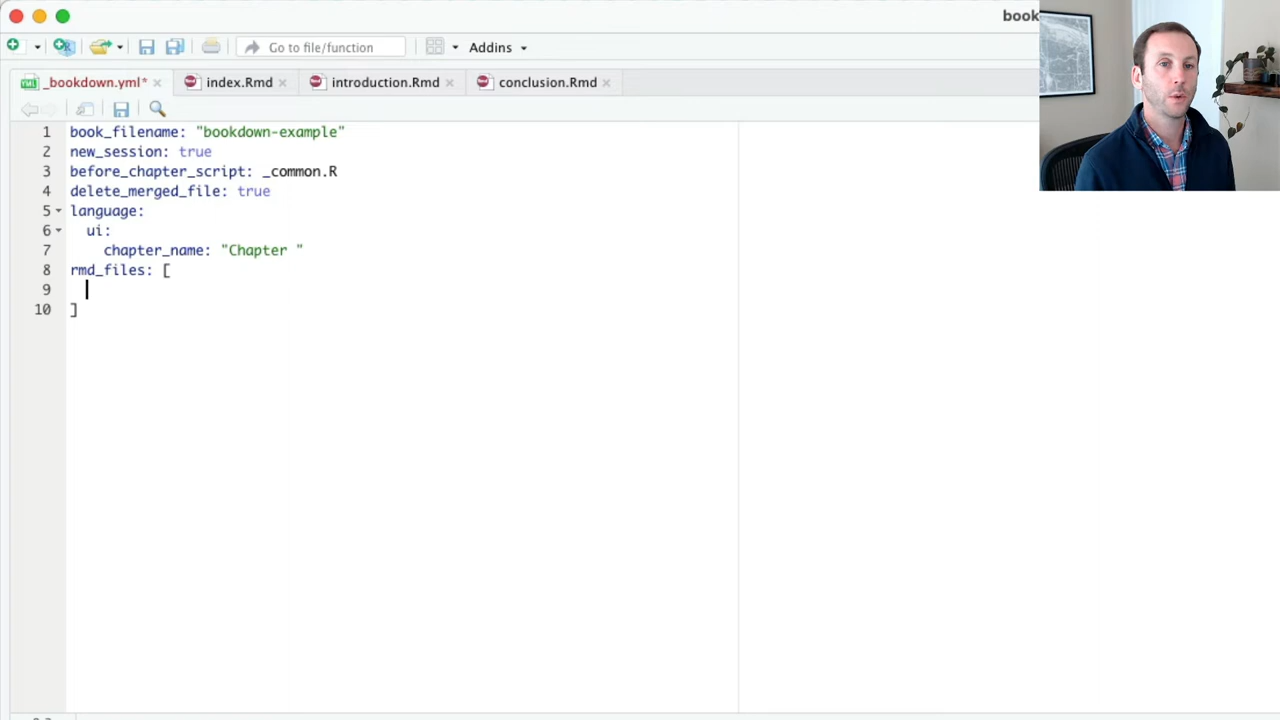 book
Go to file/function
Addins
_bookdown.yml*
index.Rmd
introduction.Rmd
conclusion.Rmd
1 book_filename: "bookdown-example"
2 new_session: true
3 before_chapter_script: _common.R
4 delete_merged_file: true
5 language:
6 ui:
7 chapter_name: "Chapter "
8 rmd_files: [
9
10 ]